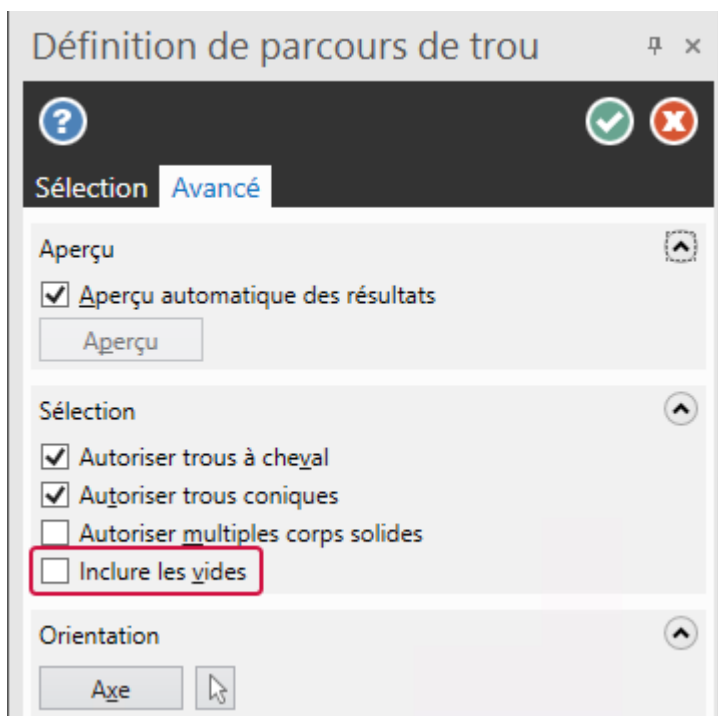 Définition de parcours de trou
Sélection Avancé
Aperçu
Aperçu automatique des résultats
Aperçu
Sélection
Autoriser trous à cheval
Autoriser trous coniques
Autoriser multiples corps solides
Inclure les vides
Orientation
Axe